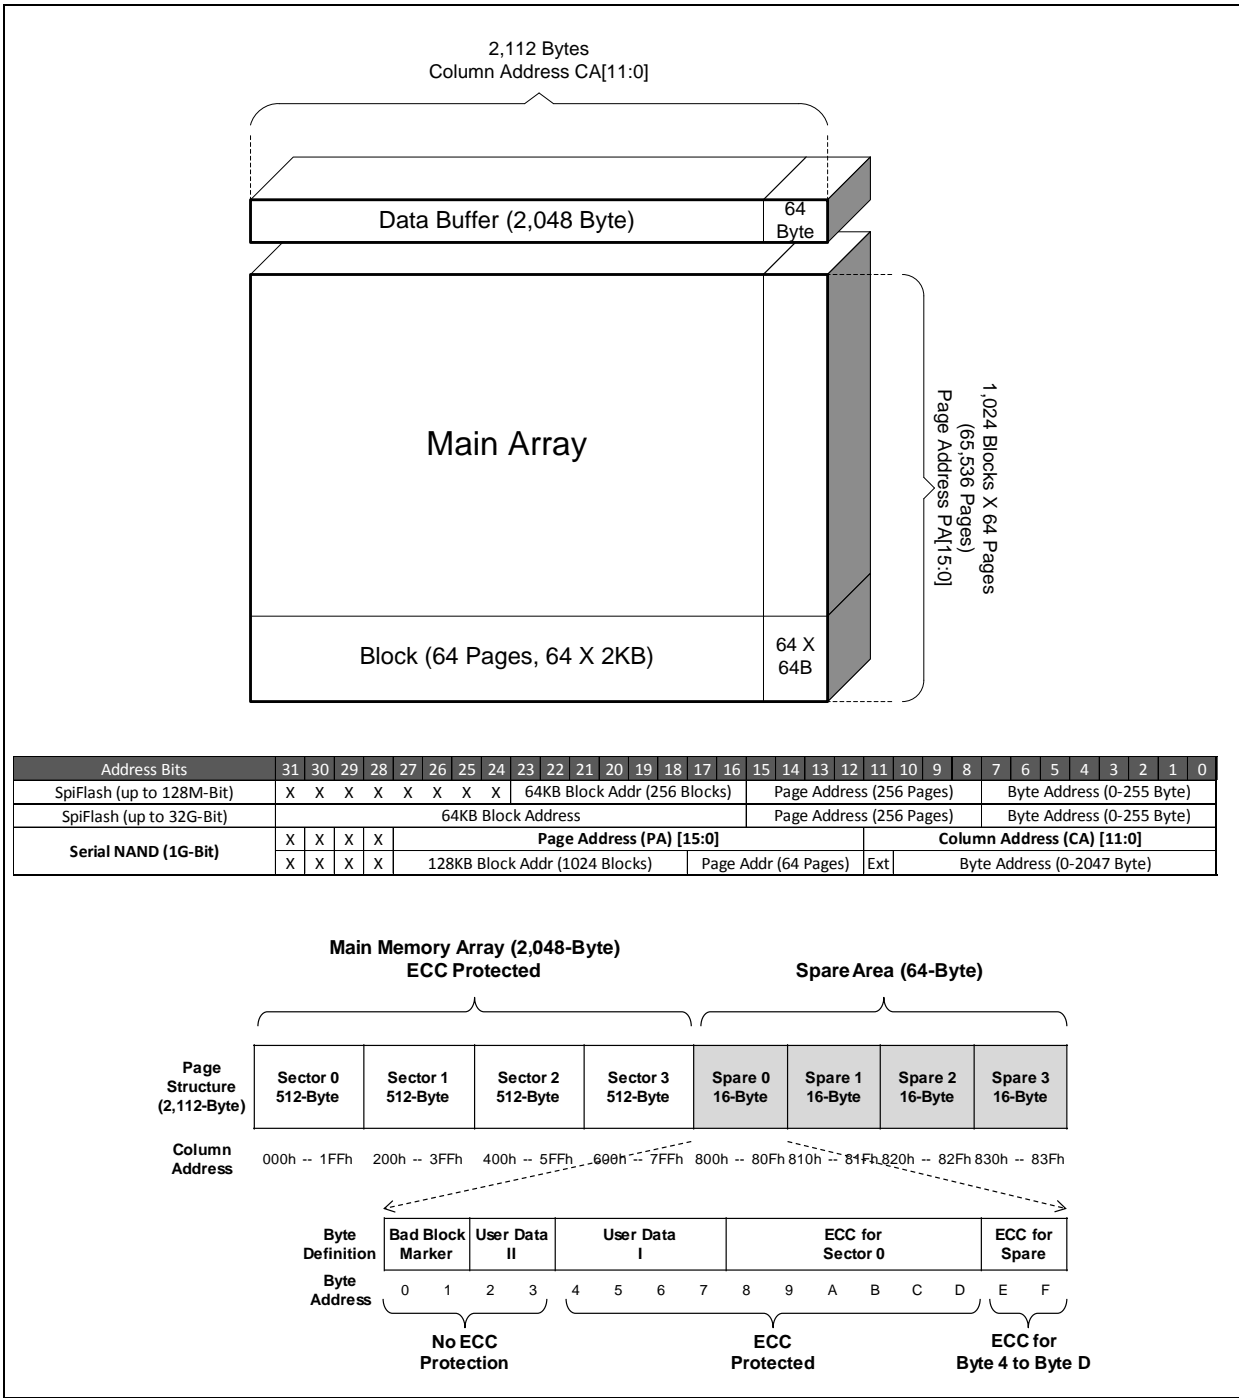 2,112 Bytes
Column Address CA[11:0]
Data Buffer (2,048 Byte)
64
Byte
Main Array
1,024 Blocks X 64 Pages
(65,536 Pages)
Page Address PA[15:0]
Block (64 Pages, 64 X 2KB)
64 X
64B
Address Bits 31 30 29 28 27 26 25 24 23 22 21 20 19 18 17 16 15 14 13 12 11 10 9 8 7 6 5 4 3 2 1 0
SpiFlash (up to 128M-Bit) X X X X X X X X 64KB Block Addr (256 Blocks) Page Address (256 Pages) Byte Address (0-255 Byte)
SpiFlash (up to 32G-Bit) 64KB Block Address Page Address (256 Pages) Byte Address (0-255 Byte)
Serial NAND (1G-Bit) X X X X Page Address (PA) [15:0] Column Address (CA) [11:0]
X X X X 128KB Block Addr (1024 Blocks) Page Addr (64 Pages) Ext Byte Address (0-2047 Byte)
Main Memory Array (2,048-Byte)
ECC Protected
Spare Area (64-Byte)
Page
Structure
(2,112-Byte)
Sector 0
512-Byte
Sector 1
512-Byte
Sector 2
512-Byte
Sector 3
512-Byte
Spare 0
16-Byte
Spare 1
16-Byte
Spare 2
16-Byte
Spare 3
16-Byte
Column
Address
000h -- 1FFh 200h -- 3FFh 400h -- 5FFh 600h -- 7FFh 800h -- 80Fh 810h -- 81Fh 820h -- 82Fh 830h -- 83Fh
Byte
Definition
Bad Block
Marker
User Data
II
User Data
I
ECC for
Sector 0
ECC for
Spare
Byte
Address
0 1 2 3 4 5 6 7 8 9 A B C D E F
No ECC
Protection
ECC
Protected
ECC for
Byte 4 to Byte D